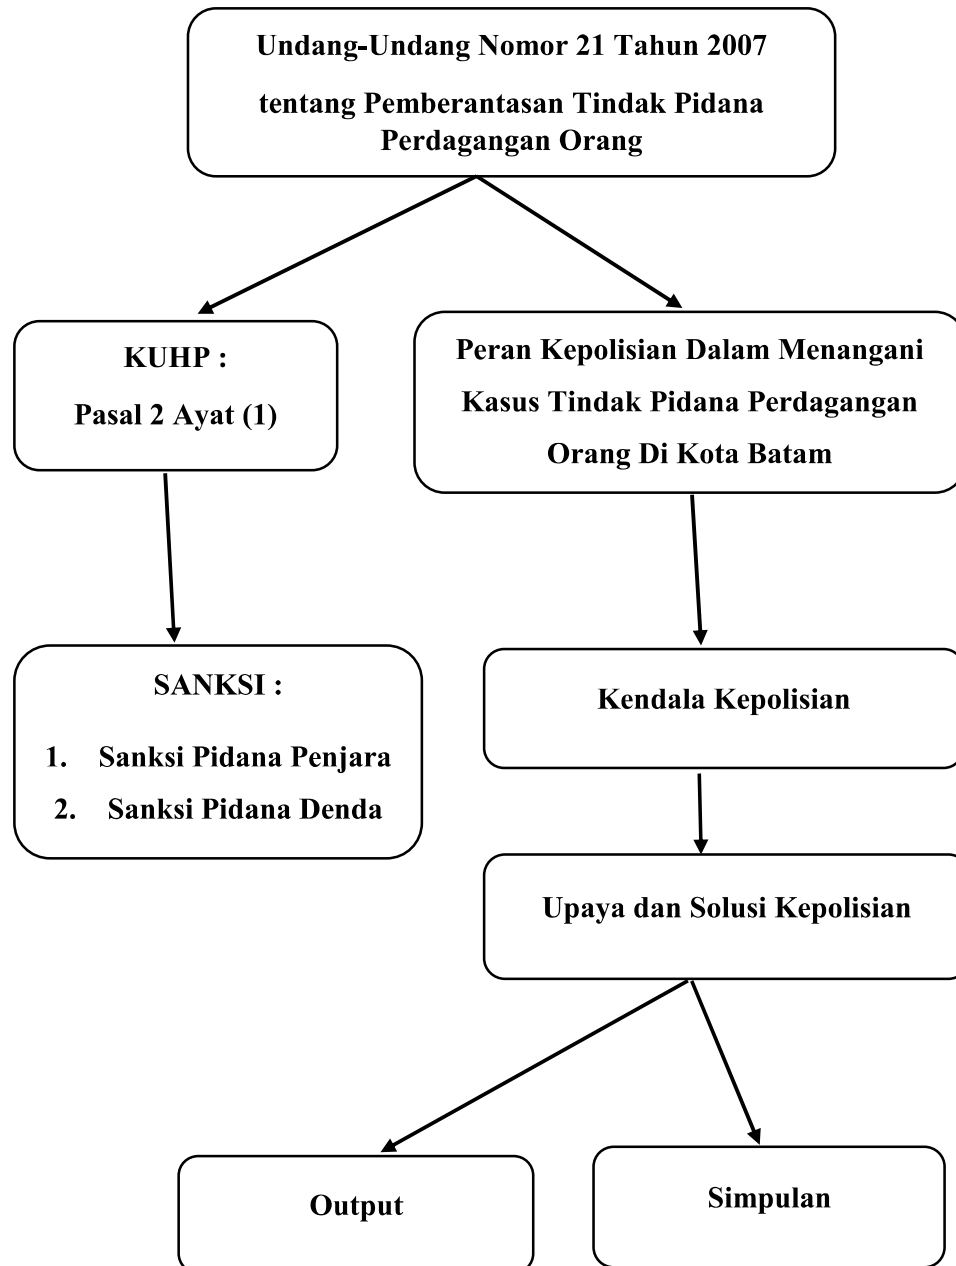 Undang-Undang Nomor 21 Tahun 2007
tentang Pemberantasan Tindak Pidana
Perdagangan Orang
KUHP :
Pasal 2 Ayat (1)
Peran Kepolisian Dalam Menangani
Kasus Tindak Pidana Perdagangan
Orang Di Kota Batam
SANKSI :
1. Sanksi Pidana Penjara
2. Sanksi Pidana Denda
Kendala Kepolisian
Upaya dan Solusi Kepolisian
Output
Simpulan